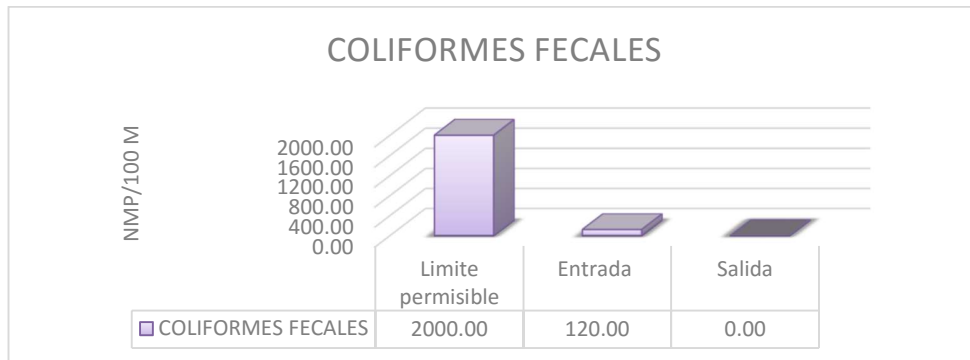 COLIFORMES FECALES
NMP/100 M
2000.00
1600.00
1200.00
800.00
400.00
0.00
Limite permisible
Entrada
Salida
COLIFORMES FECALES 2000.00 120.00 0.00